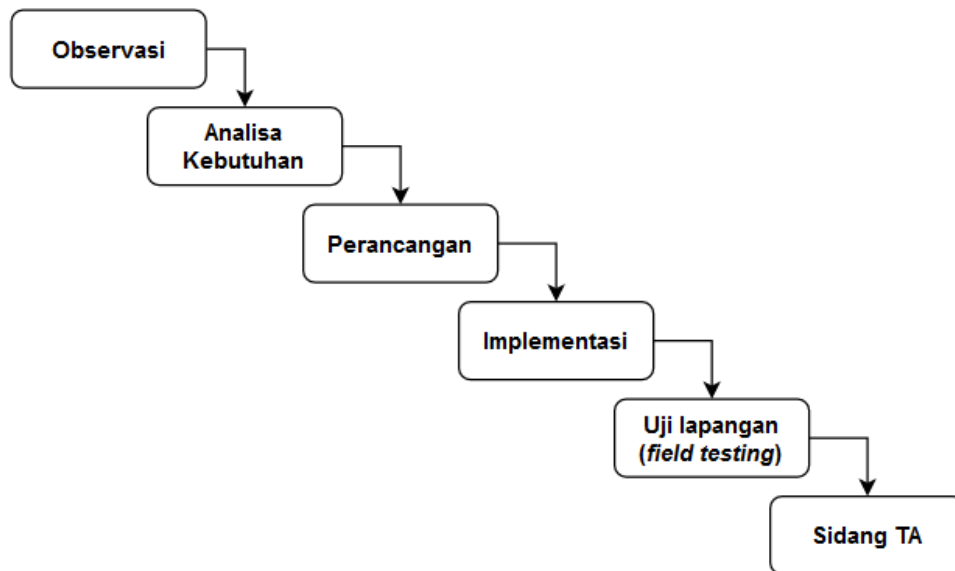 Observasi
Analisa
Kebutuhan
Perancangan
Implementasi
Uji lapangan
(field testing)
Sidang TA